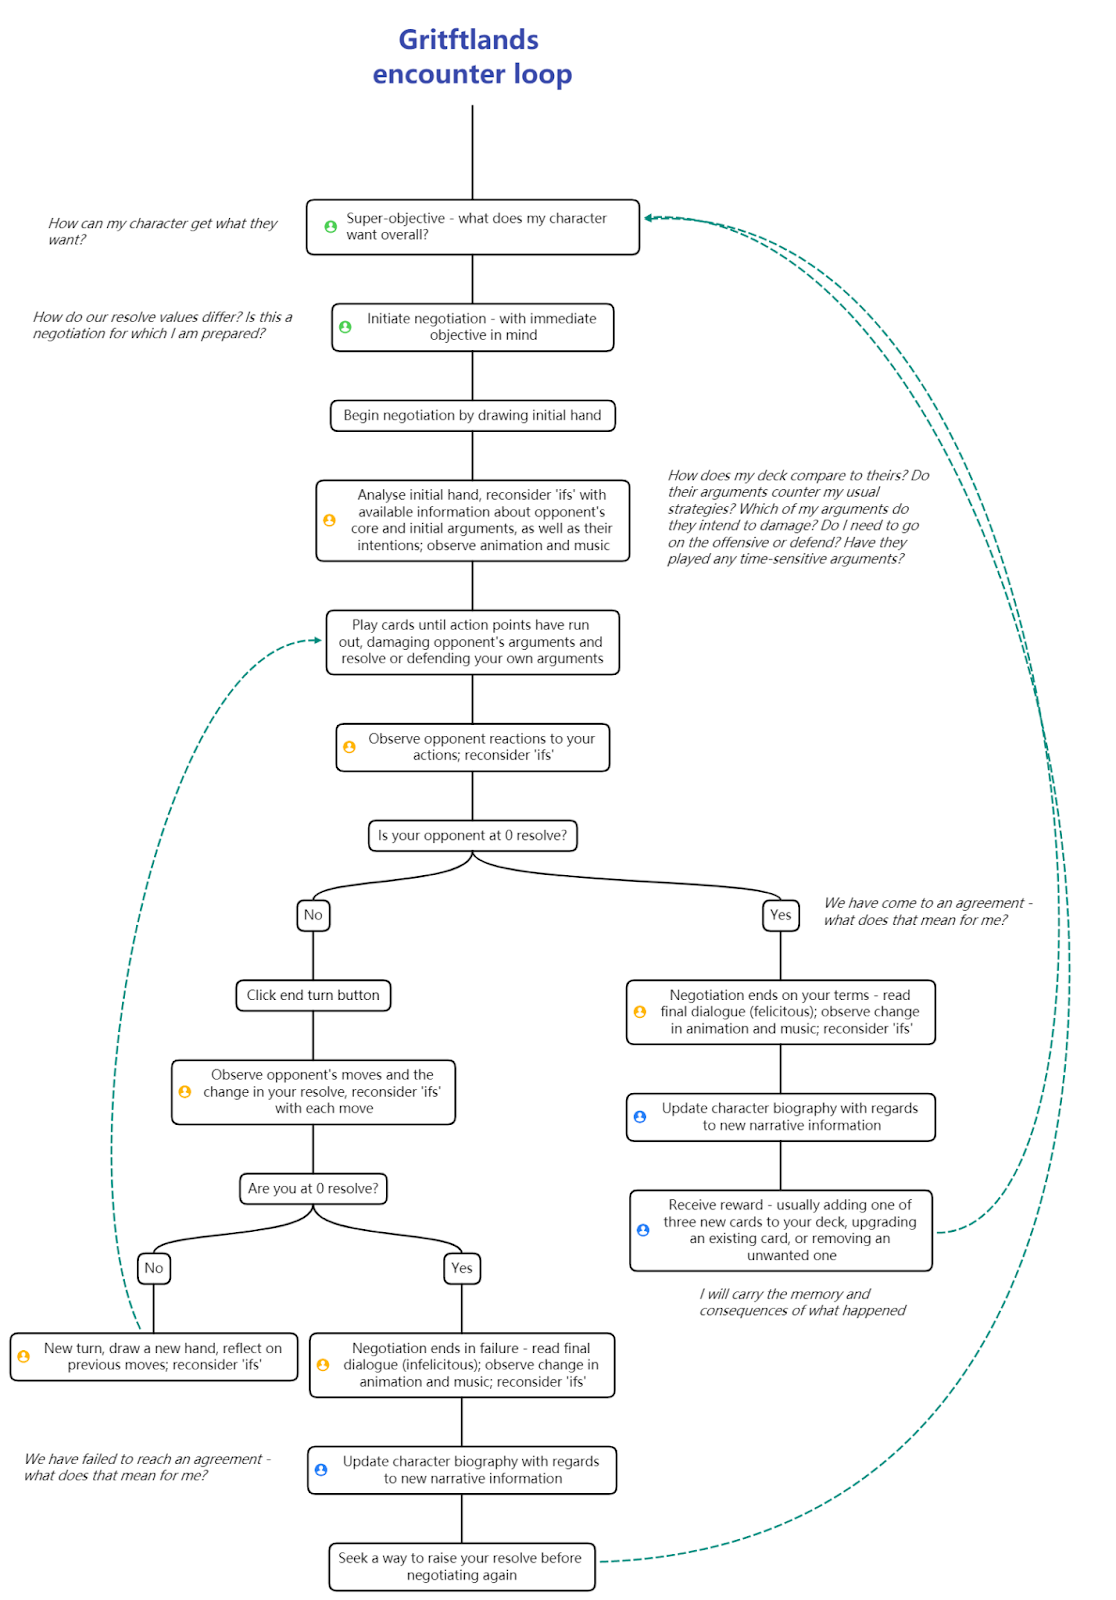 Gritftlands
encounter loop
How can my character get what they
want?
Super-objective - what does my character
want overall?
How do our resolve values differ? Is this a
negotiation for which I am prepared?
Initiate negotiation - with immediate
objective in mind
Begin negotiation by drawing initial hand
Analyse initial hand, reconsider 'ifs' with
available information about opponent's
core and initial arguments, as well as their
intentions; observe animation and music
How does my deck compare to theirs? Do
their arguments counter my usual
strategies? Which of my arguments do
they intend to damage? Do I need to go
on the offensive or defend? Have they
played any time-sensitive arguments?
Play cards until action points have run
out, damaging opponent's arguments and
resolve or defending your own arguments
Observe opponent reactions to your
actions; reconsider 'ifs'
Is your opponent at 0 resolve?
No
Yes
We have come to an agreement -
what does that mean for me?
Click end turn button
Negotiation ends on your terms - read
final dialogue (felicitous); observe change
in animation and music; reconsider 'ifs'
Observe opponent's moves and the
change in your resolve, reconsider 'ifs'
with each move
Update character biography with regards
to new narrative information
Are you at 0 resolve?
Receive reward - usually adding one of
three new cards to your deck, upgrading
an existing card, or removing an
unwanted one
No
Yes
I will carry the memory and
consequences of what happened
New turn, draw a new hand, reflect on
previous moves; reconsider 'ifs'
Negotiation ends in failure - read final
dialogue (infelicitous); observe change in
animation and music; reconsider 'ifs'
We have failed to reach an agreement -
what does that mean for me?
Update character biography with regards
to new narrative information
Seek a way to raise your resolve before
negotiating again